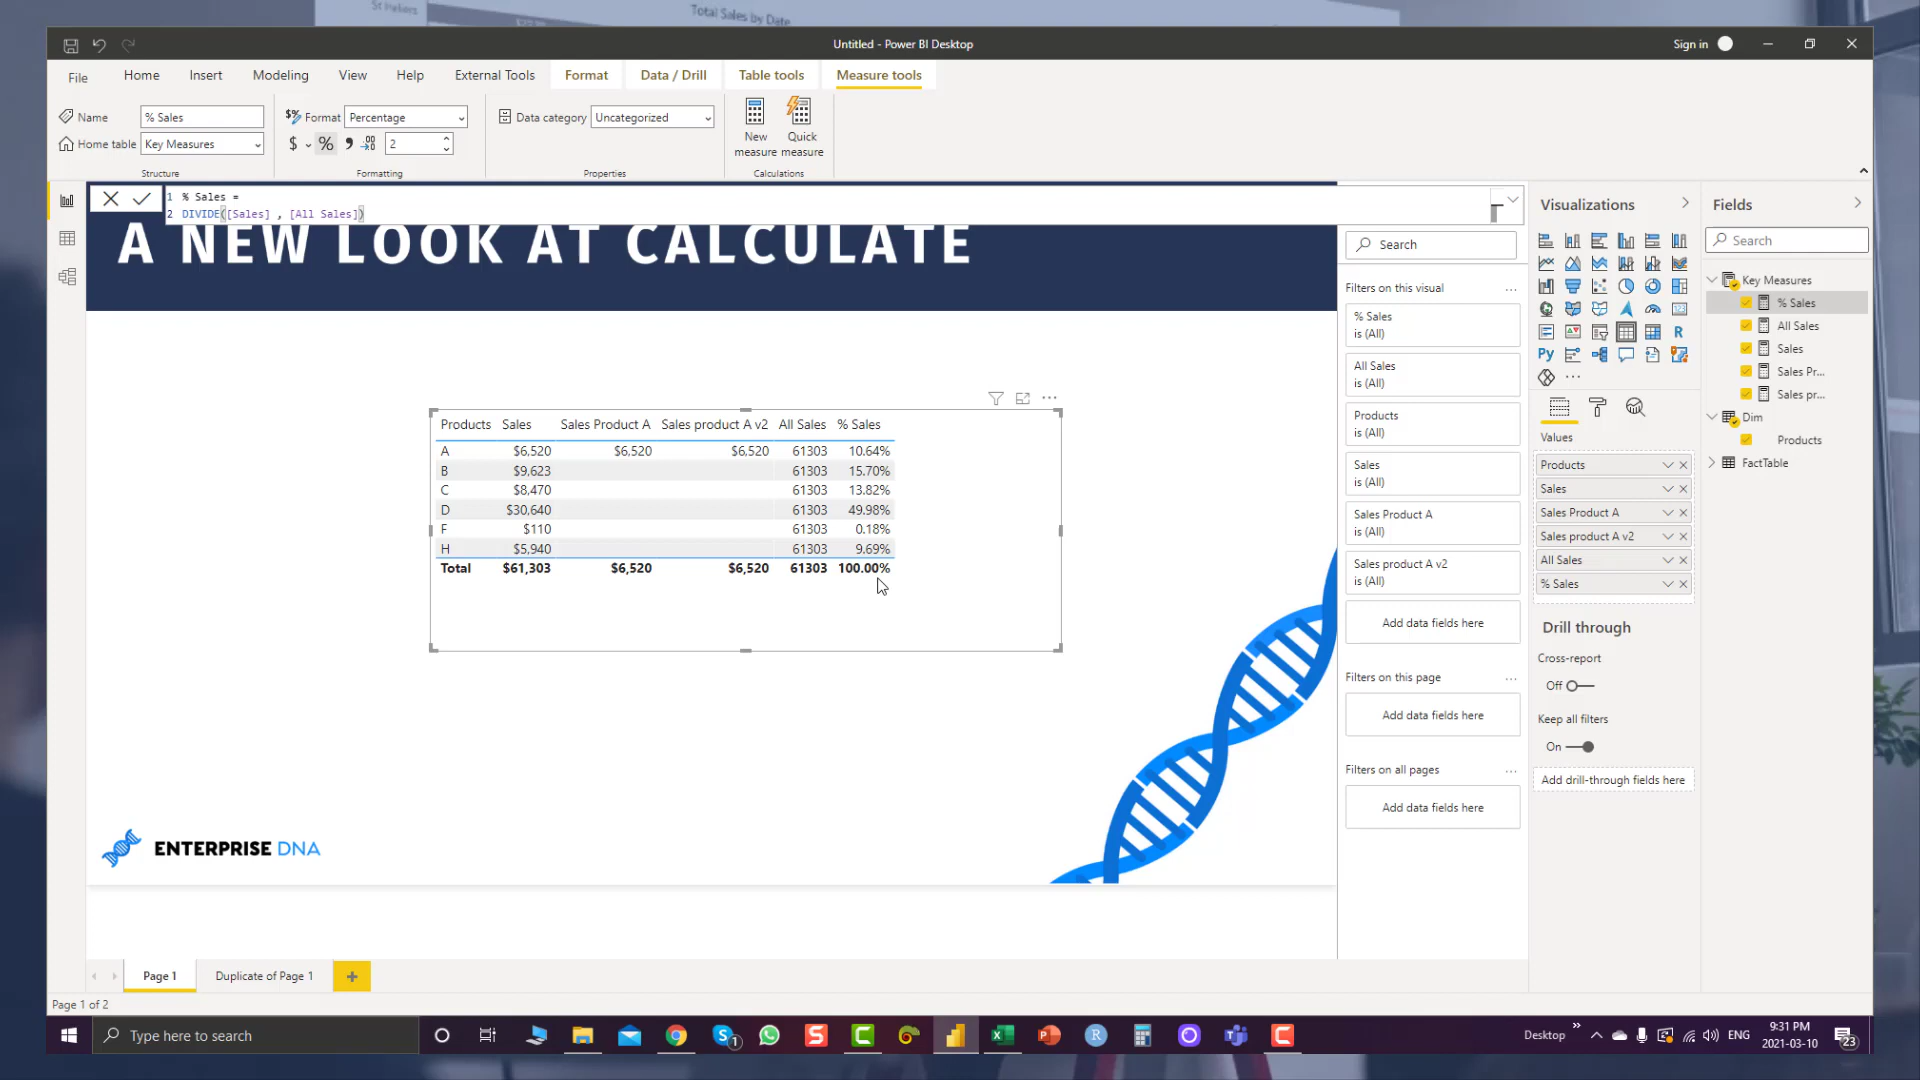 St Peters
Total Sales by Date
Untitled - Power BI Desktop
Sign in
File
Home
Insert
Modeling
View
Help
External Tools
Format
Data / Drill
Table tools
Measure tools
Name
% Sales
Home table
Key Measures
Structure
Format
Percentage
$
%
2
Formatting
Data category
Uncategorized
Properties
New
measure
Quick
measure
Calculations
1 % Sales =
2 DIVIDE([Sales] , [All Sales])
A NEW LOOK AT CALCULATE
Products Sales Sales Product A Sales product A v2 All Sales % Sales
A $6,520 $6,520 $6,520 61303 10.64%
B $9,623 61303 15.70%
C $8,470 61303 13.82%
D $30,640 61303 49.98%
F $110 61303 0.18%
H $5,940 61303 9.69%
Total $61,303 $6,520 $6,520 61303 100.00%
ENTERPRISE DNA
Search
Filters on this visual
...
% Sales
is (All)
All Sales
is (All)
Products
is (All)
Sales
is (All)
Sales Product A
is (All)
Sales product A v2
is (All)
Add data fields here
Filters on this page
...
Add data fields here
Filters on all pages
...
Add data fields here
Visualizations
R
Py
...
Values
Products
Sales
Sales Product A
Sales product A v2
All Sales
% Sales
Drill through
Cross-report
Off
Keep all filters
On
Add drill-through fields here
Fields
Search
Key Measures
% Sales
All Sales
Sales
Sales Pr...
Sales pr...
Dim
Products
FactTable
Page 1
Duplicate of Page 1
+
Page 1 of 2
Type here to search
Desktop
ENG
9:31 PM
2021-03-10
23